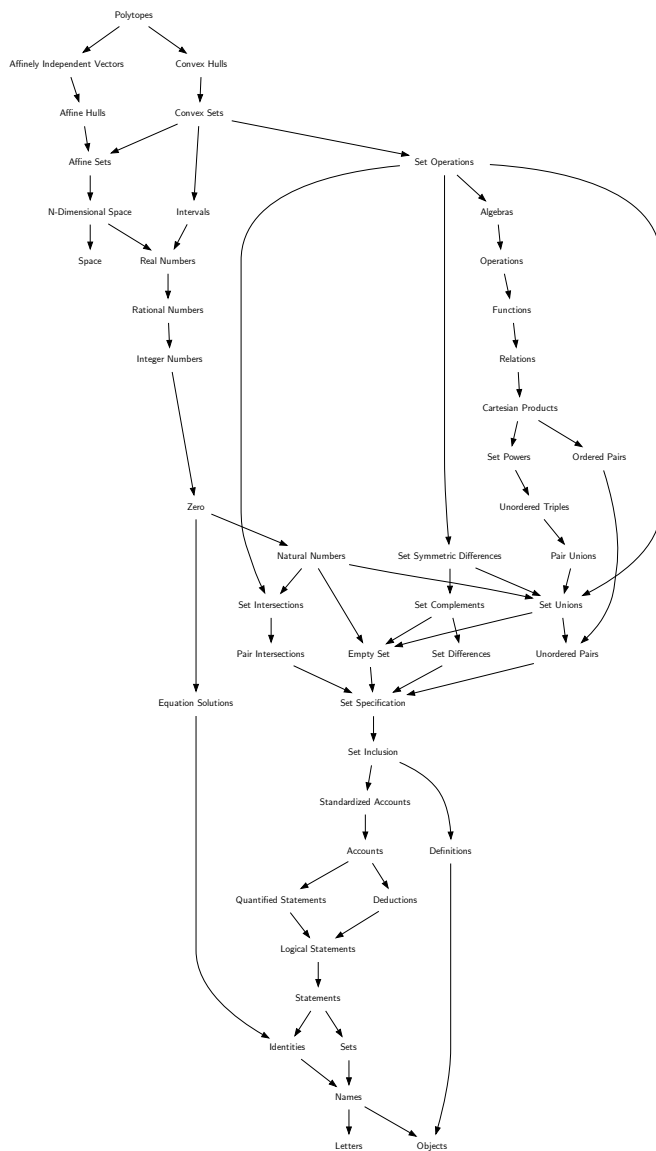 Polytopes
Affinely Independent Vectors
Convex Hulls
Affine Hulls
Convex Sets
Affine Sets
Set Operations
N-Dimensional Space
Intervals
Algebras
Space
Real Numbers
Operations
Rational Numbers
Functions
Integer Numbers
Relations
Cartesian Products
Set Powers
Ordered Pairs
Zero
Unordered Triples
Natural Numbers
Set Symmetric Differences
Pair Unions
Set Intersections
Set Complements
Set Unions
Pair Intersections
Empty Set
Set Differences
Unordered Pairs
Equation Solutions
Set Specification
Set Inclusion
Standardized Accounts
Accounts
Definitions
Quantified Statements
Deductions
Logical Statements
Statements
Identities
Sets
Names
Letters
Objects